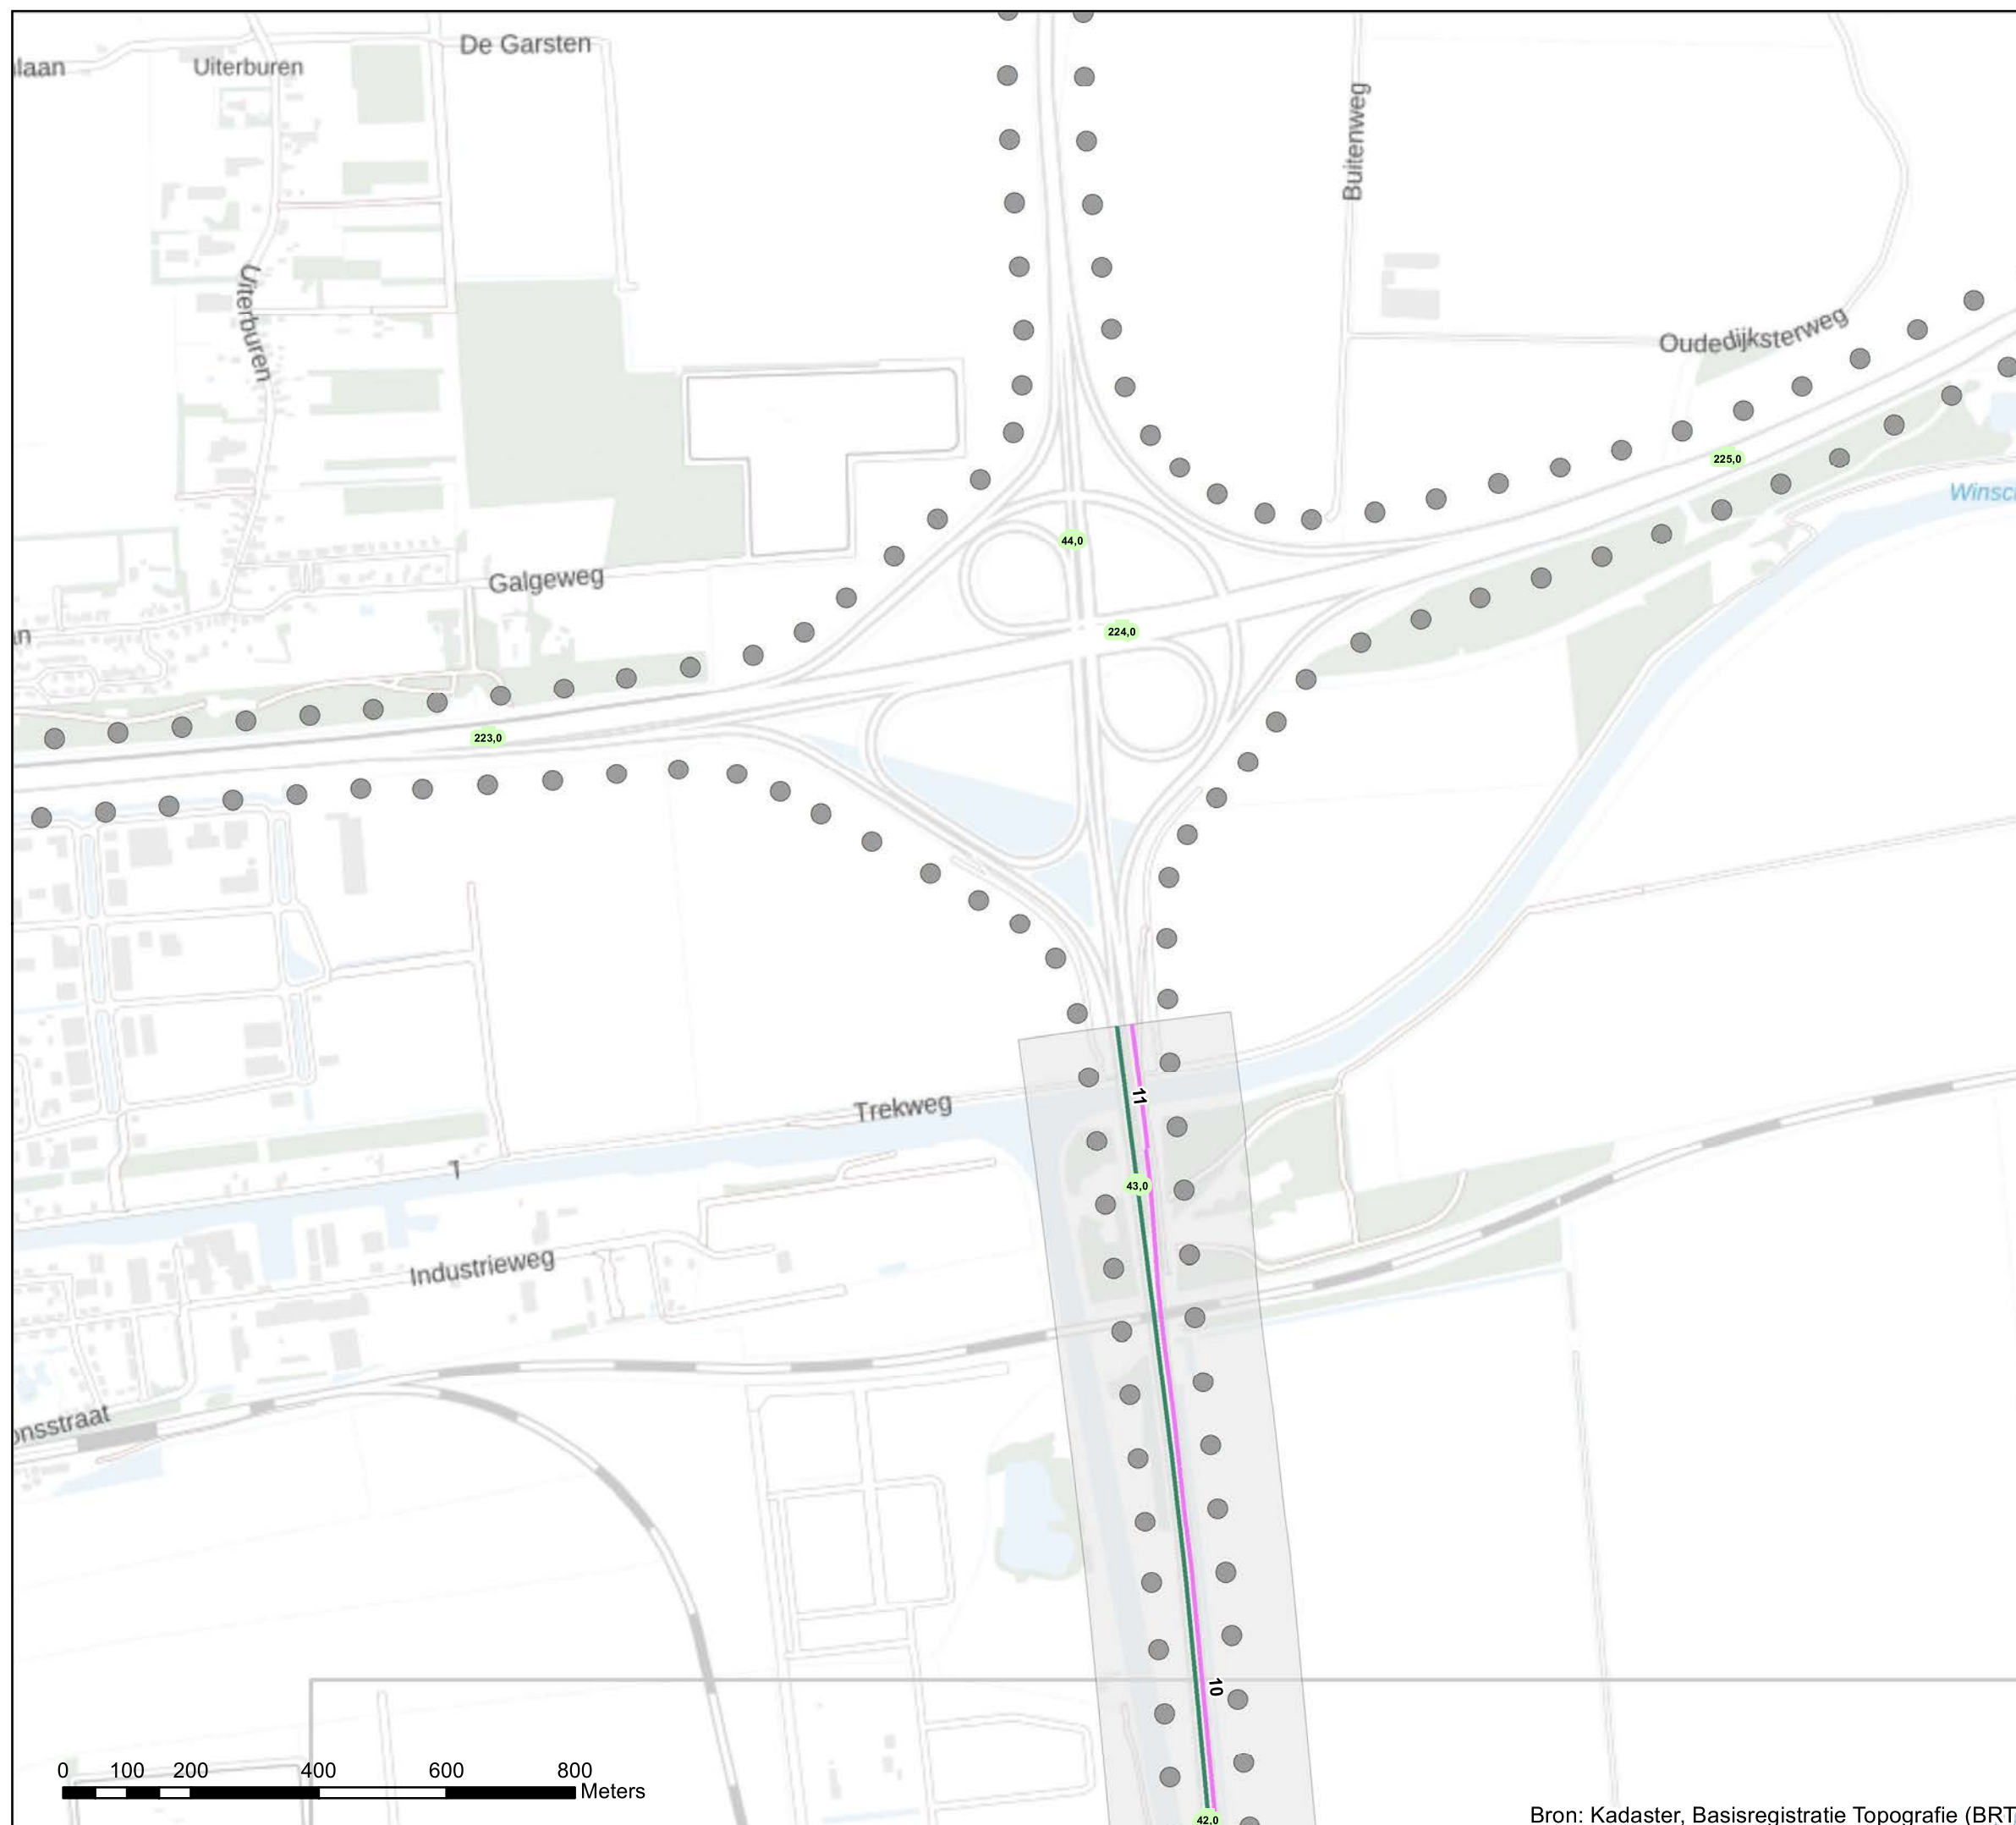 De Garsten
laan
Uiterburen
Buitenweg
Uiterburen
Oudedijksterweg
225,0
Winsc
44,0
Galgeweg
224,0
223,0
11
Trekweg
43,0
Industrieweg
onsstraat
10
0 100 200 400 600 800
Meters
42,0
Bron: Kadaster, Basisregistratie Topografie (BRT